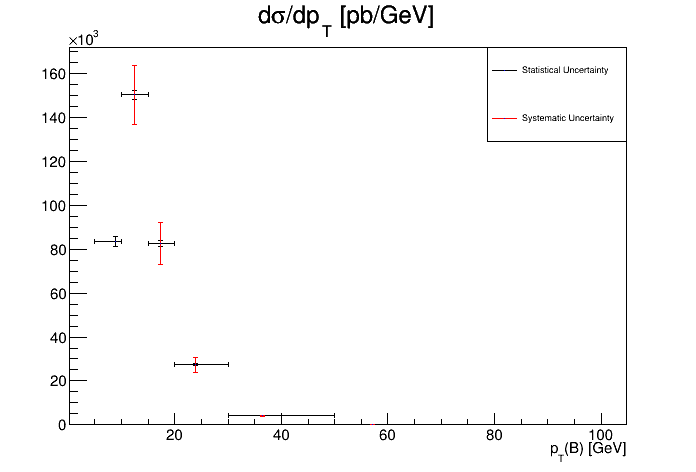 dσ/dp_T [pb/GeV]
×10³
160
140
120
100
80
60
40
20
0
20 40 60 80 100
p_T(B) [GeV]
Statistical Uncertainty
Systematic Uncertainty